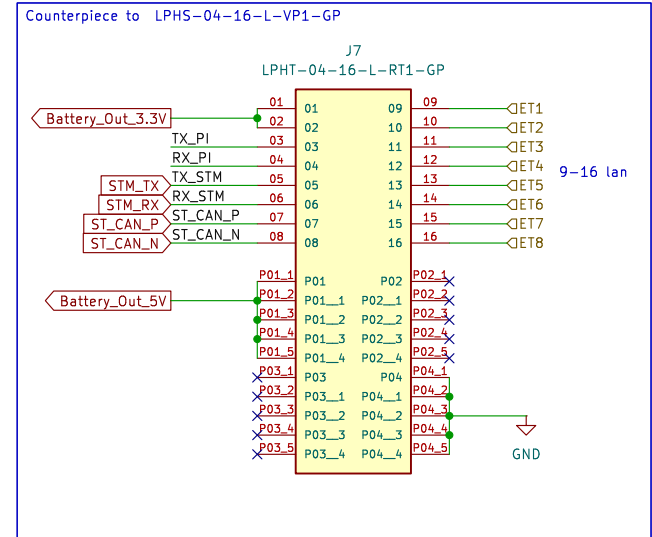 Counterpiece to LPHS-04-16-L-VP1-GP
J7
LPHT-04-16-L-RT1-GP
01 01 09 09 ET1
Battery_Out_3.3V
02 02 10 10 ET2
TX_PI 03 03 11 11 ET3
RX_PI 04 04 12 12 ET4
9-16 lan
STM_TX TX_STM 05 05 13 13 ET5
STM_RX RX_STM 06 06 14 14 ET6
ST_CAN_P ST_CAN_P 07 07 15 15 ET7
ST_CAN_N ST_CAN_N 08 08 16 16 ET8
P01_1 P01 P02 P02_1
Battery_Out_5V P01_2 P01__1 P02__1 P02_2
P01_3 P01__2 P02__2 P02_3
P01_4 P01__3 P02__3 P02_4
P01_5 P01__4 P02__4 P02_5
P03_1 P03 P04 P04_1
P03_2 P03__1 P04__1 P04_2
P03_3 P03__2 P04__2 P04_3
P03_4 P03__3 P04__3 P04_4
P03_5 P03__4 P04__4 P04_5
GND